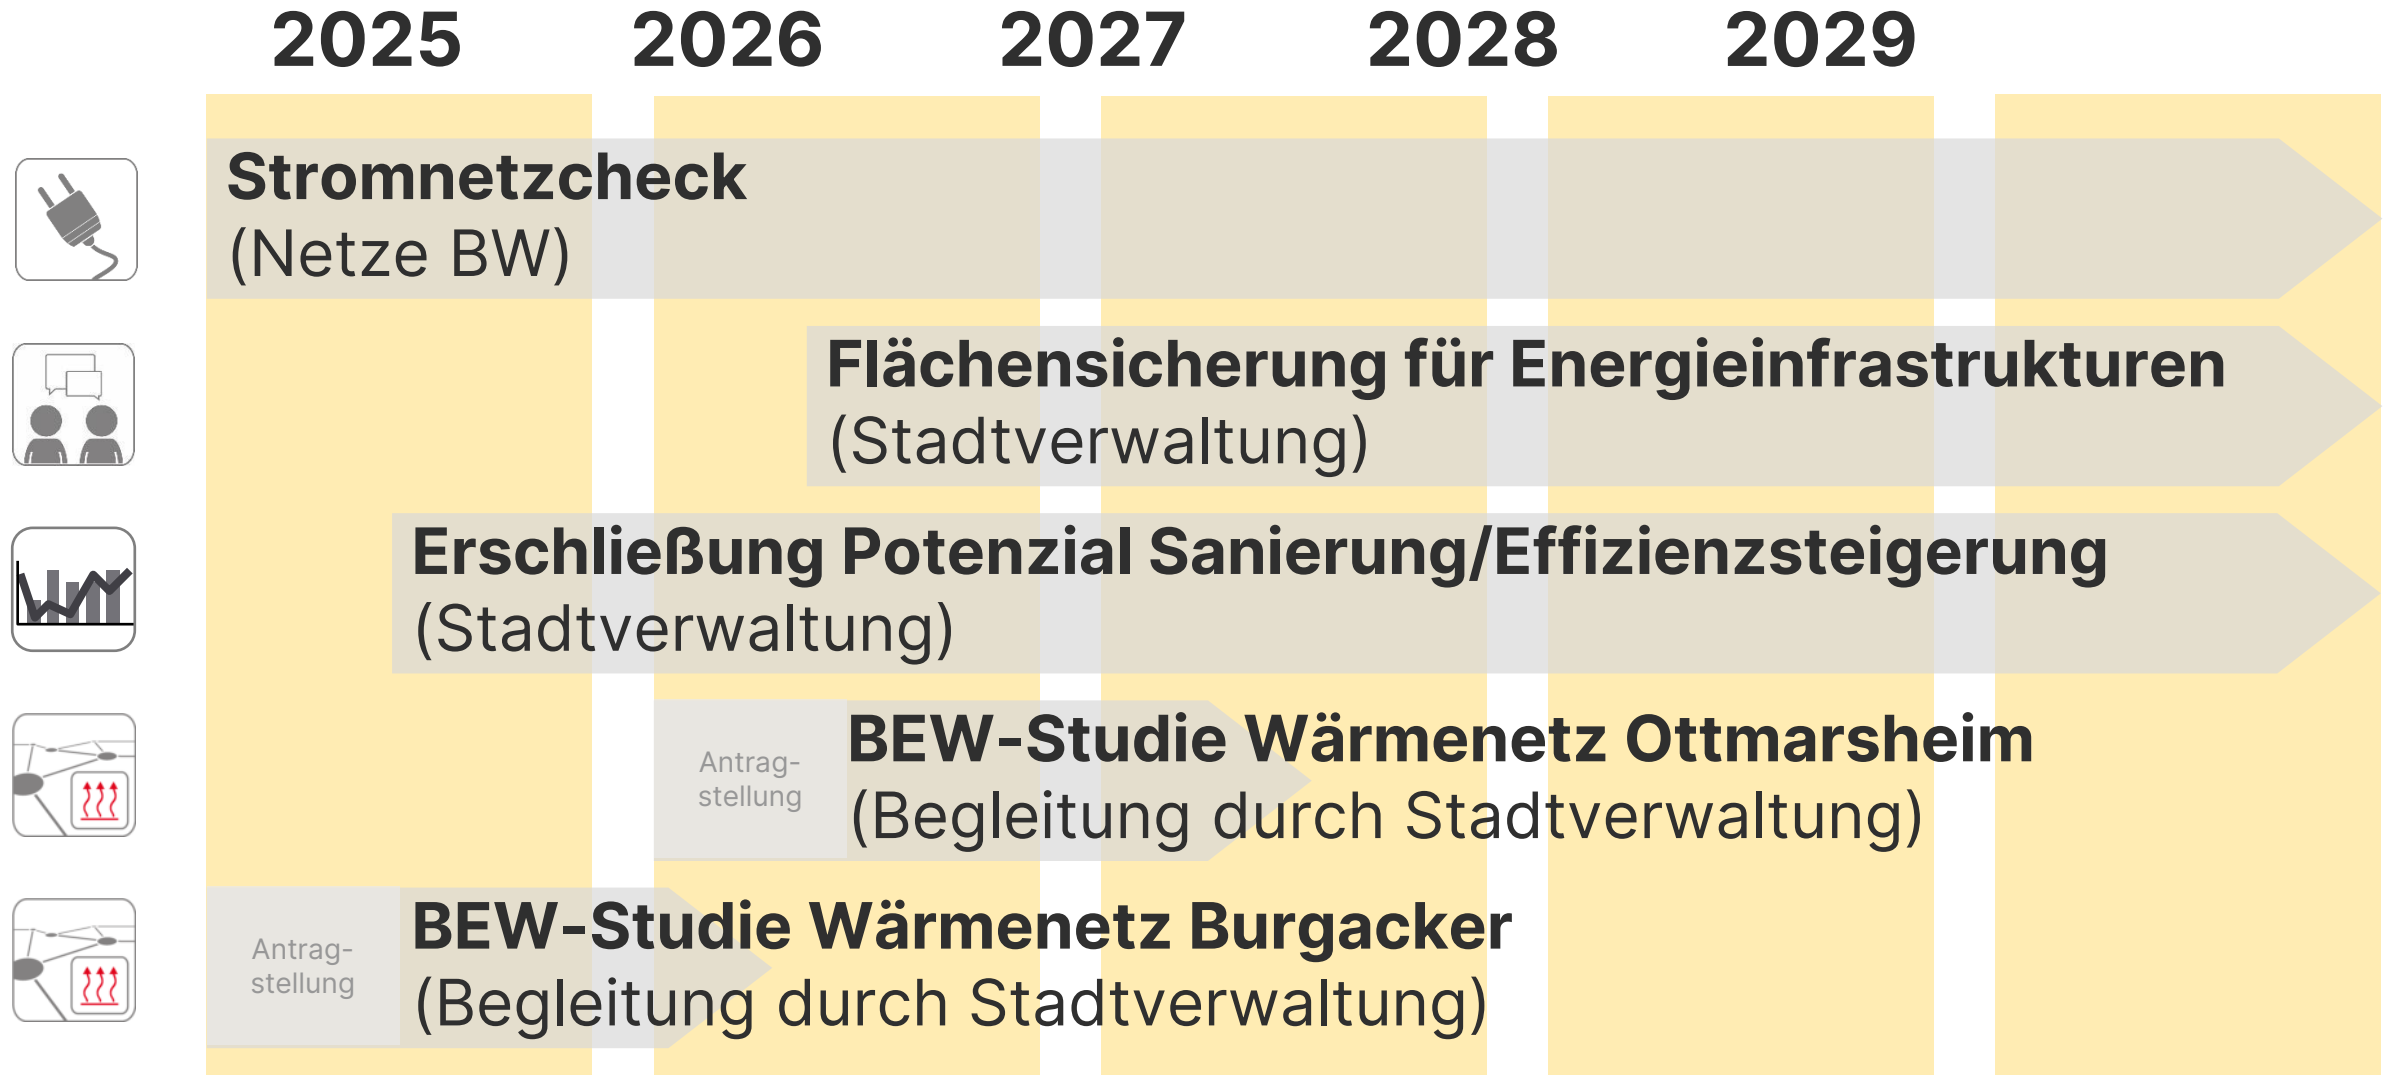 2025 2026 2027 2028 2029
Stromnetzcheck
(Netze BW)
Flächensicherung für Energieinfrastrukturen
(Stadtverwaltung)
Erschließung Potenzial Sanierung/Effizienzsteigerung
(Stadtverwaltung)
Antrag-
stellung
BEW-Studie Wärmenetz Ottmarsheim
(Begleitung durch Stadtverwaltung)
Antrag-
stellung
BEW-Studie Wärmenetz Burgacker
(Begleitung durch Stadtverwaltung)